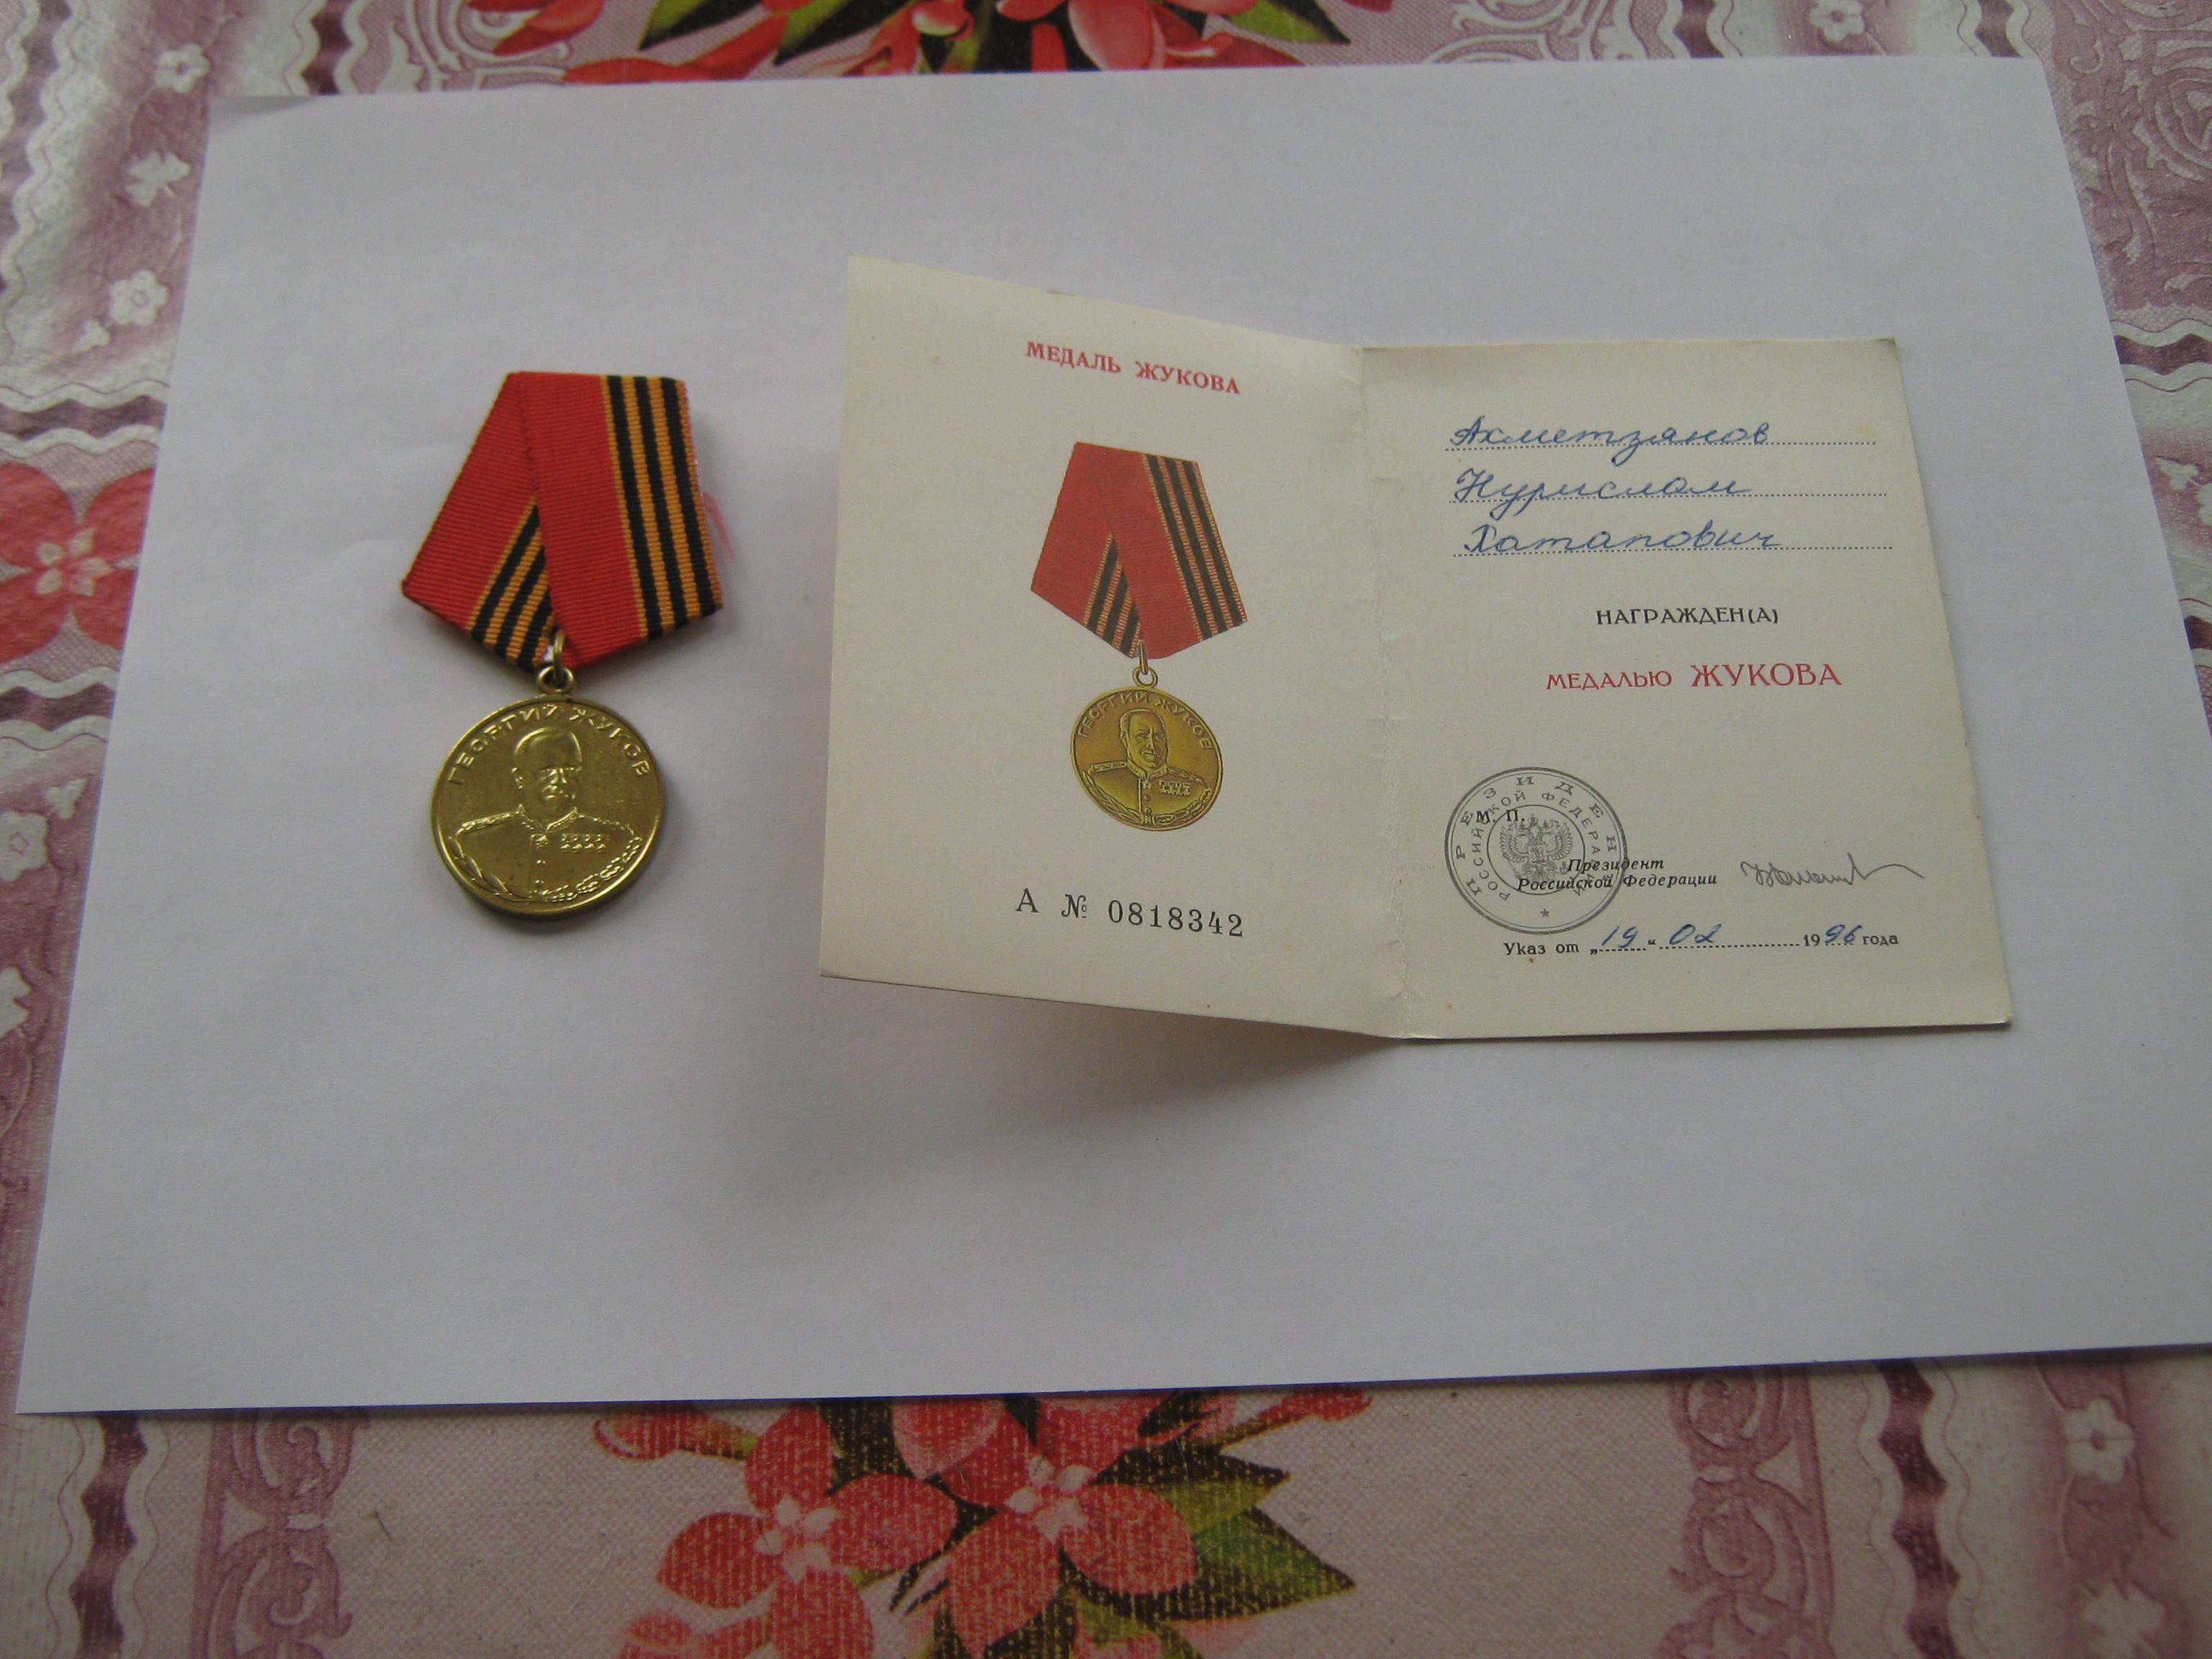 ГЕОРГИЙ ЖУКОВ
МЕДАЛЬ ЖУКОВА
ГЕОРГИЙ ЖУКОВ
А № 0818342
Ахметзянов
Нурислам
Хатапович
НАГРАЖДЕН(А)
МЕДАЛЬЮ ЖУКОВА
ПРЕЗИДЕНТ
РОССИЙСКОЙ ФЕДЕРАЦИИ
М. П.
Президент
Российской Федерации
Указ от „19“ 02 1996 года